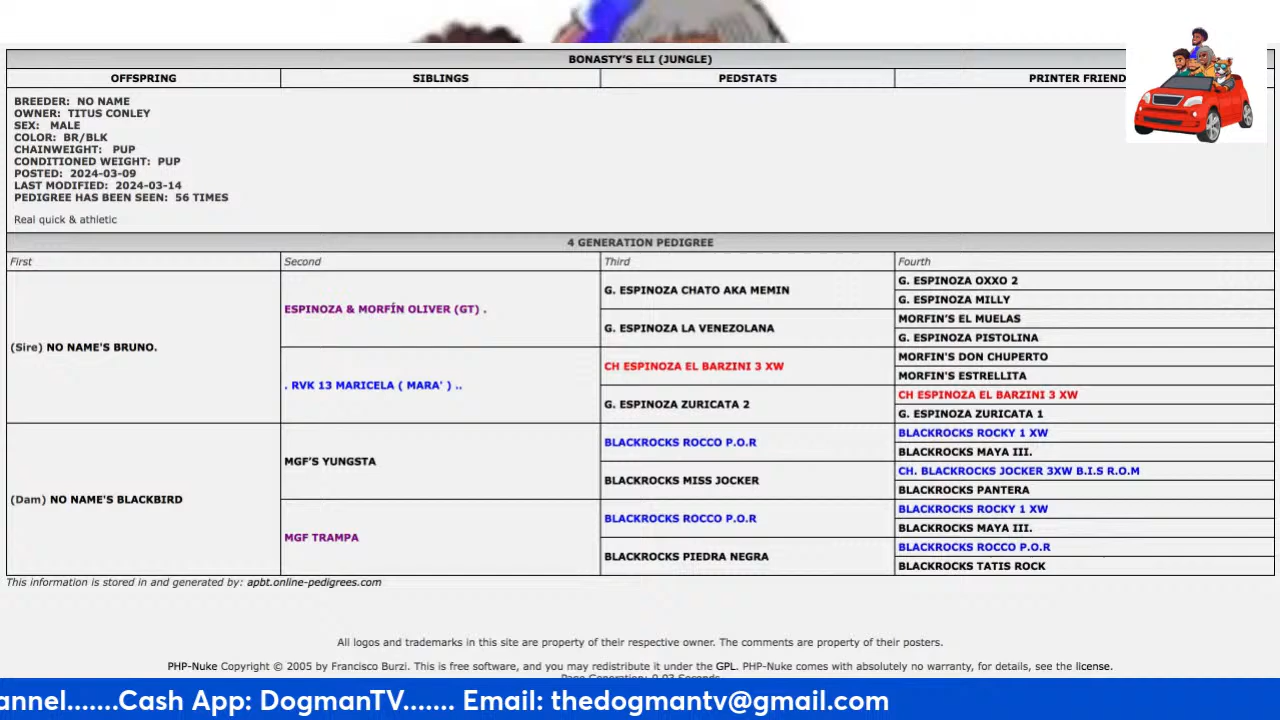 BONASTY'S ELI (JUNGLE)
OFFSPRING SIBLINGS PEDSTATS PRINTER FRIEND
BREEDER: NO NAME
OWNER: TITUS CONLEY
SEX: MALE
COLOR: BR/BLK
CHAINWEIGHT: PUP
CONDITIONED WEIGHT: PUP
POSTED: 2024-03-09
LAST MODIFIED: 2024-03-14
PEDIGREE HAS BEEN SEEN: 56 TIMES
Real quick & athletic
4 GENERATION PEDIGREE
First Second Third Fourth
(Sire) NO NAME'S BRUNO.
ESPINOZA & MORFÍN OLIVER (GT) .
. RVK 13 MARICELA ( MARA' ) ..
G. ESPINOZA CHATO AKA MEMIN
G. ESPINOZA LA VENEZOLANA
CH ESPINOZA EL BARZINI 3 XW
G. ESPINOZA ZURICATA 2
G. ESPINOZA OXXO 2
G. ESPINOZA MILLY
MORFIN'S EL MUELAS
G. ESPINOZA PISTOLINA
MORFIN'S DON CHUPERTO
MORFIN'S ESTRELLITA
CH ESPINOZA EL BARZINI 3 XW
G. ESPINOZA ZURICATA 1
(Dam) NO NAME'S BLACKBIRD
MGF'S YUNGSTA
MGF TRAMPA
BLACKROCKS ROCCO P.O.R
BLACKROCKS MISS JOCKER
BLACKROCKS ROCCO P.O.R
BLACKROCKS PIEDRA NEGRA
BLACKROCKS ROCKY 1 XW
BLACKROCKS MAYA III.
CH. BLACKROCKS JOCKER 3XW B.I.S R.O.M
BLACKROCKS PANTERA
BLACKROCKS ROCKY 1 XW
BLACKROCKS MAYA III.
BLACKROCKS ROCCO P.O.R
BLACKROCKS TATIS ROCK
This information is stored in and generated by: apbt.online-pedigrees.com
All logos and trademarks in this site are property of their respective owner. The comments are property of their posters.
PHP-Nuke Copyright © 2005 by Francisco Burzi. This is free software, and you may redistribute it under the GPL. PHP-Nuke comes with absolutely no warranty, for details, see the license.
Page Generation: 0.03 Seconds
annel.......Cash App: DogmanTV....... Email: thedogmantv@gmail.com